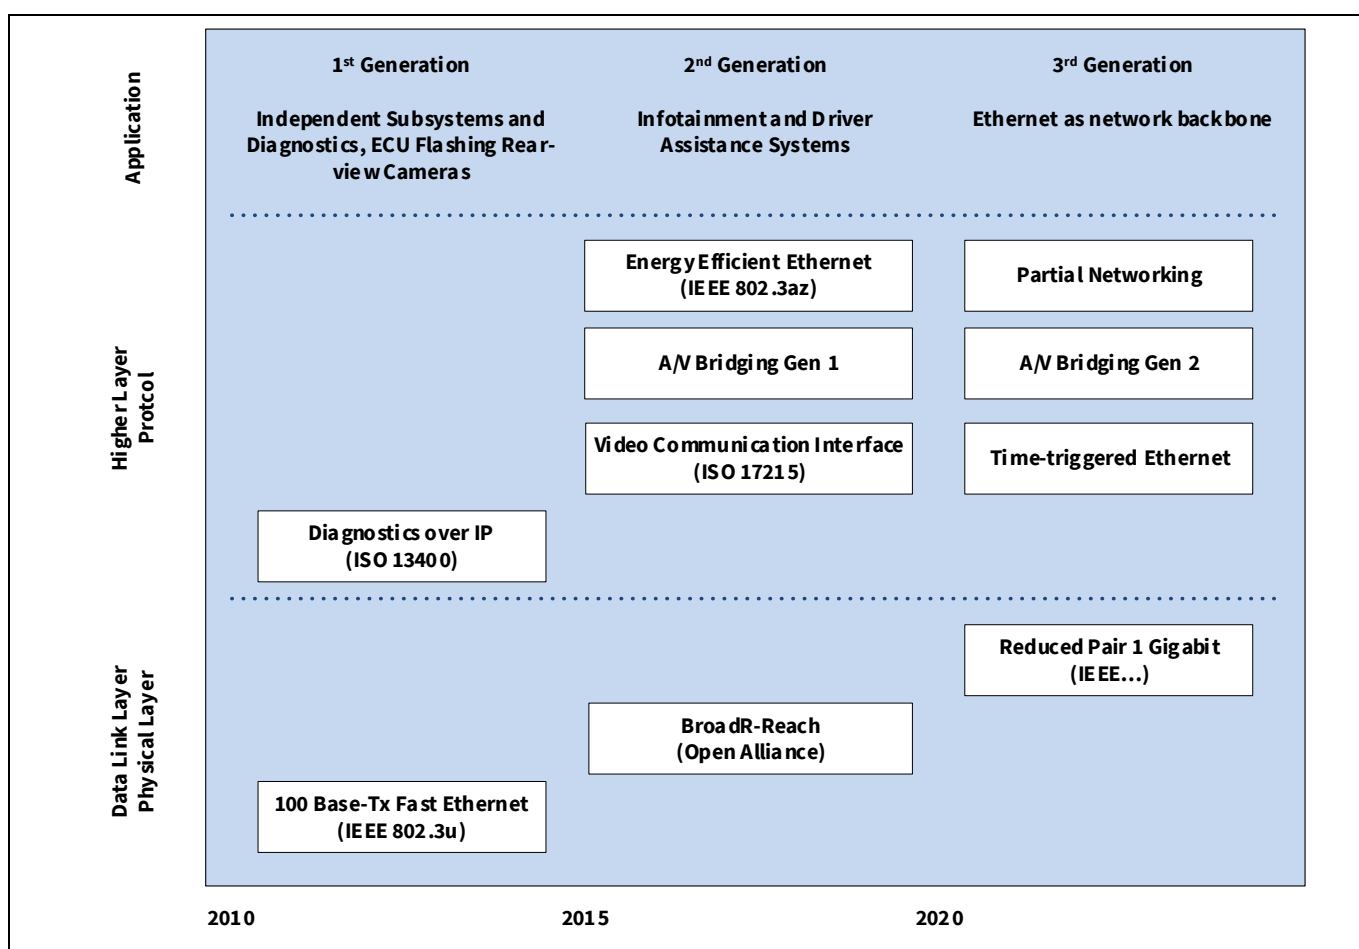 Application
1st Generation
Independent Subsystems and
Diagnostics, ECU Flashing Rear-
view Cameras
2nd Generation
Infotainment and Driver
Assistance Systems
3rd Generation
Ethernet as network backbone
Higher Layer
Protcol
Energy Efficient Ethernet
(IEEE 802.3az)
Partial Networking
A/V Bridging Gen 1
A/V Bridging Gen 2
Video Communication Interface
(ISO 17215)
Time-triggered Ethernet
Diagnostics over IP
(ISO 13400)
Data Link Layer
Physical Layer
Reduced Pair 1 Gigabit
(IEEE...)
BroadR-Reach
(Open Alliance)
100 Base-Tx Fast Ethernet
(IEEE 802.3u)
2010
2015
2020